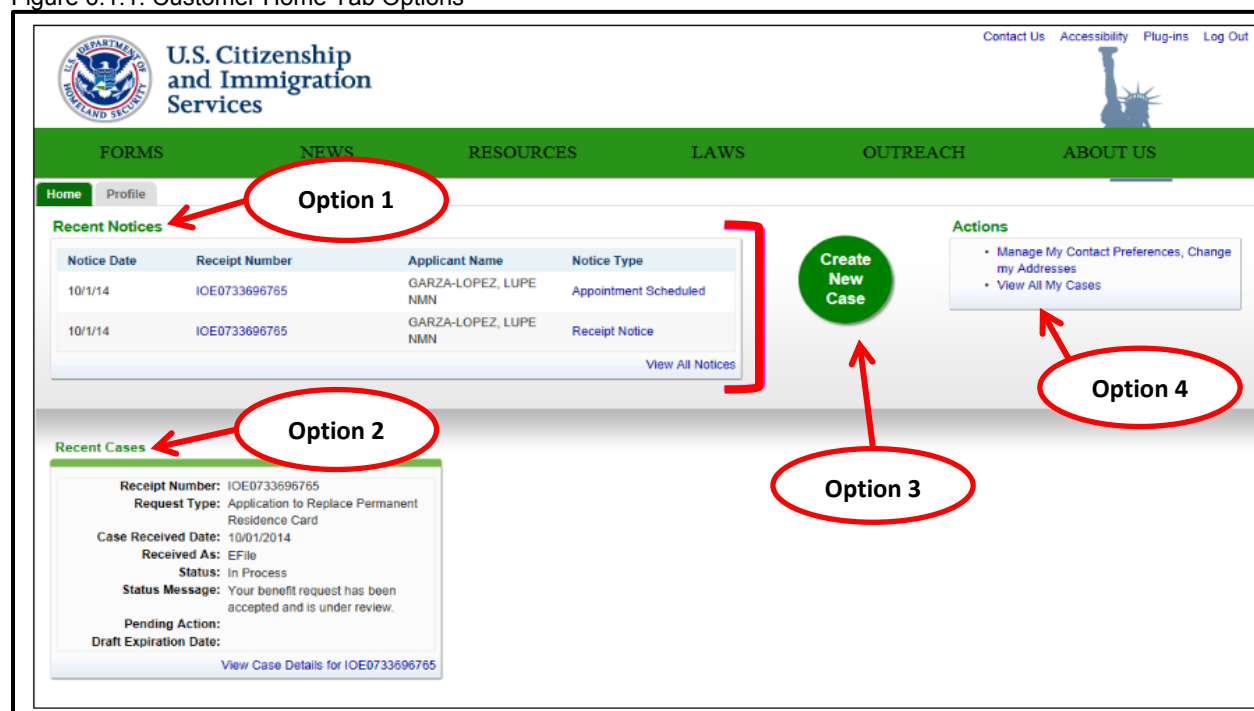 Figure 6.1.1: Customer Home Tab Options
Contact Us Accessibility Plug-ins Log Out
U.S. Citizenship
and Immigration
Services
U.S. DEPARTMENT OF HOMELAND SECURITY
FORMS NEWS RESOURCES LAWS OUTREACH ABOUT US
Home Profile
Option 1
Recent Notices
Notice Date Receipt Number Applicant Name Notice Type
10/1/14 IOE0733696765 GARZA-LOPEZ, LUPE Appointment Scheduled
NMN
10/1/14 IOE0733696765 GARZA-LOPEZ, LUPE Receipt Notice
NMN
View All Notices
Create
New
Case
Actions
• Manage My Contact Preferences, Change
my Addresses
• View All My Cases
Option 4
Option 3
Option 2
Recent Cases
Receipt Number: IOE0733696765
Request Type: Application to Replace Permanent
Residence Card
Case Received Date: 10/01/2014
Received As: EFile
Status: In Process
Status Message: Your benefit request has been
accepted and is under review.
Pending Action:
Draft Expiration Date:
View Case Details for IOE0733696765